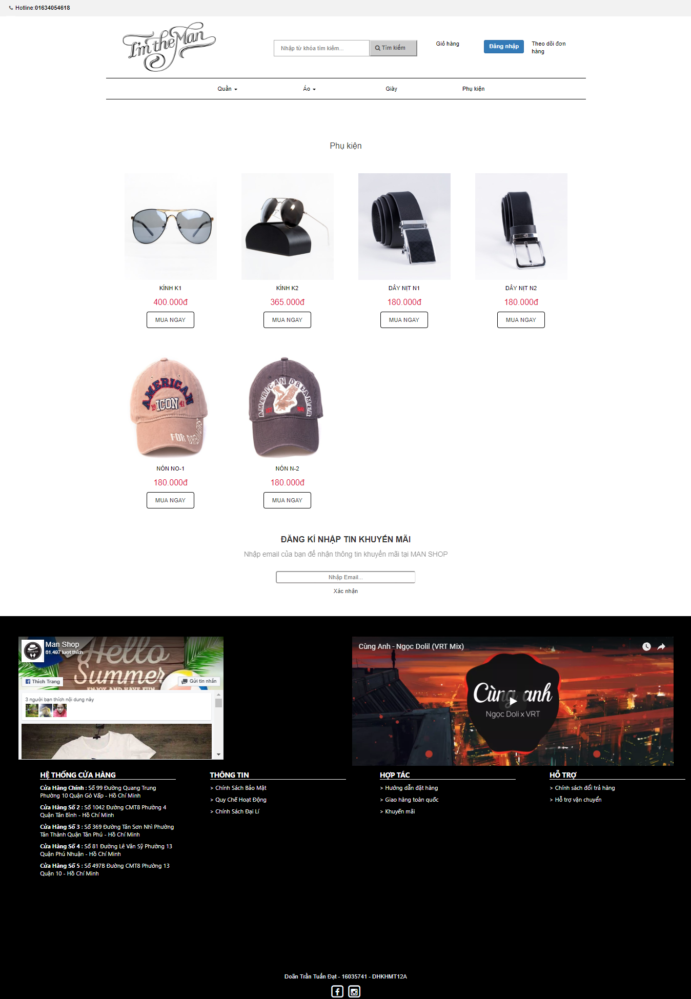 Hotline:01634054618
I'm the Man
Nhập từ khóa tìm kiếm...
Tìm kiếm
Giỏ hàng
Đăng nhập
Theo dõi đơn
hàng
Quần
Áo
Giày
Phụ kiện
Phụ kiện
KÍNH K1
KÍNH K2
DÂY NỊT N1
DÂY NỊT N2
400.000đ
365.000đ
180.000đ
180.000đ
MUA NGAY
MUA NGAY
MUA NGAY
MUA NGAY
AMERICAN
19 ICON 41
FOR DREAMERS
AMERICAN DREAMER
NÓN NO-1
NÓN N-2
180.000đ
180.000đ
MUA NGAY
MUA NGAY
ĐĂNG KÍ NHẬP TIN KHUYẾN MÃI
Nhập email của bạn để nhận thông tin khuyến mãi tại MAN SHOP
Nhập Email...
Xác nhận
Man Shop
61.497 lượt thích
Hello
Summer
ENJOY AND HAVE FUN
Thích Trang
Gửi tin nhắn
3 người bạn thích nội dung này
Cùng Anh - Ngọc Dolil (VRT Mix)
Cùng anh
Ngọc Doli x VRT
HỆ THỐNG CỬA HÀNG
Cửa Hàng Chính : Số 99 Đường Quang Trung
Phường 10 Quận Gò Vấp - Hồ Chí Minh
Cửa Hàng Số 2 : Số 1042 Đường CMT8 Phường 4
Quận Tân Bình - Hồ Chí Minh
Cửa Hàng Số 3 : Số 369 Đường Tân Sơn Nhì Phường
Tân Thành Quận Tân Phú - Hồ Chí Minh
Cửa Hàng Số 4 : Số 81 Đường Lê Văn Sỹ Phường 13
Quận Phú Nhuận - Hồ Chí Minh
Cửa Hàng Số 5 : Số 497B Đường CMT8 Phường 13
Quận 10 - Hồ Chí Minh
THÔNG TIN
> Chính Sách Bảo Mật
> Quy Chế Hoạt Động
> Chính Sách Đại Lí
HỢP TÁC
> Hướng dẫn đặt hàng
> Giao hàng toàn quốc
> Khuyến mãi
HỖ TRỢ
> Chính sách đổi trả hàng
> Hỗ trợ vận chuyển
Doãn Trần Tuấn Đạt - 16035741 - DHKHMT12A